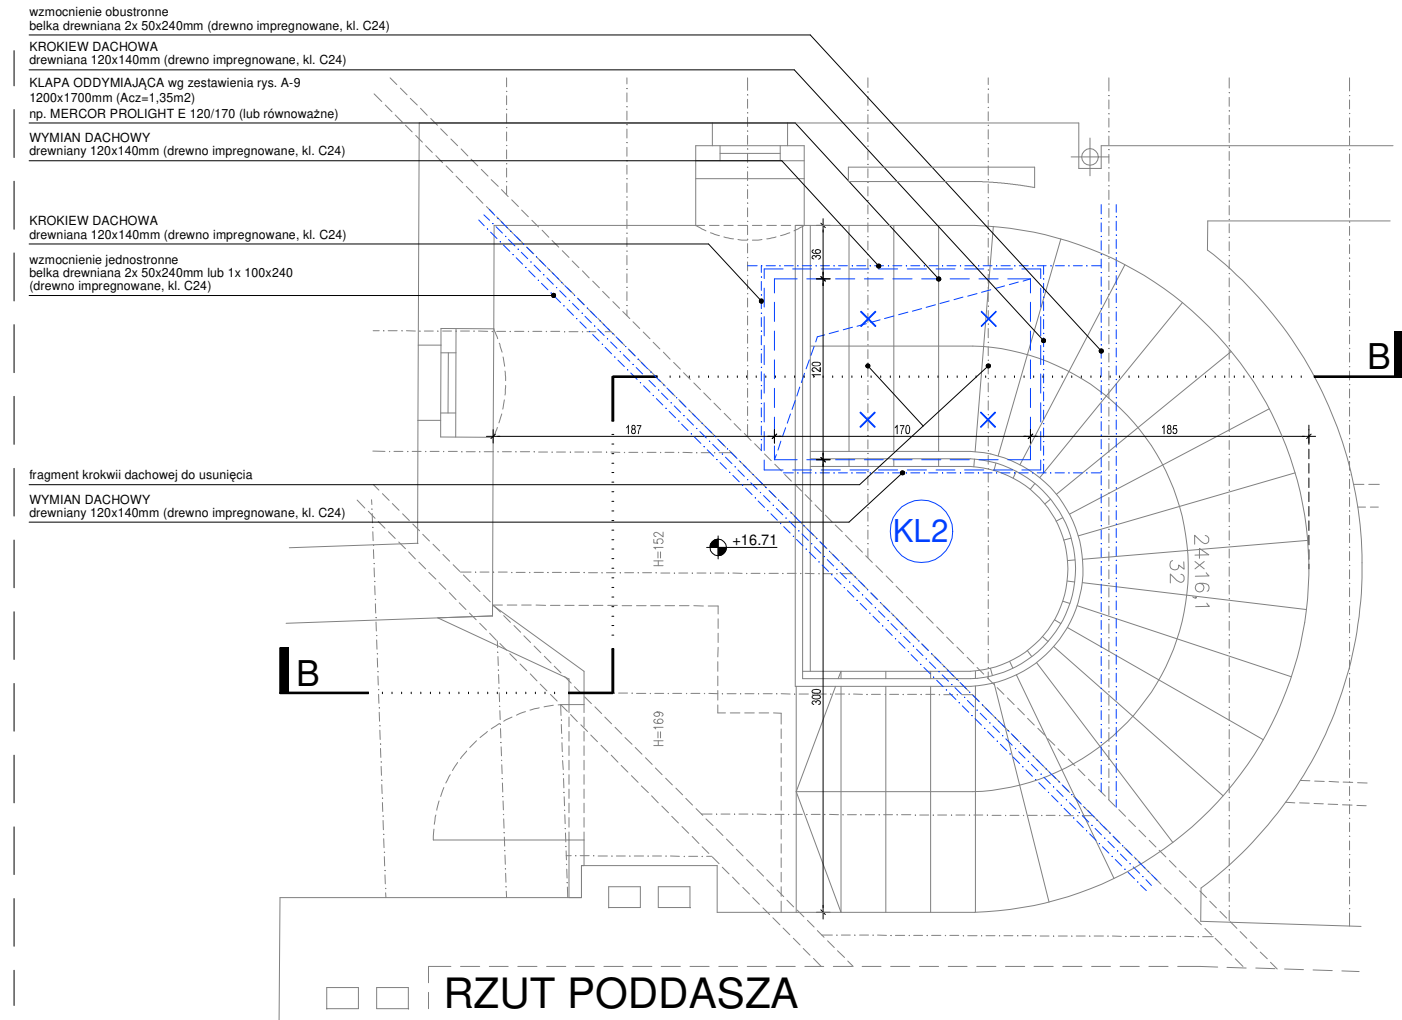 wzmocnienie obustronne
belka drewniana 2x 50x240mm (drewno impregnowane, kl. C24)
KROKIEW DACHOWA
drewniana 120x140mm (drewno impregnowane, kl. C24)
KLAPA ODDYMIAJĄCA wg zestawienia rys. A-9
1200x1700mm (Acz=1,35m2)
np. MERCOR PROLIGHT E 120/170 (lub równoważne)
WYMIAN DACHOWY
drewniany 120x140mm (drewno impregnowane, kl. C24)
KROKIEW DACHOWA
drewniana 120x140mm (drewno impregnowane, kl. C24)
wzmocnienie jednostronne
belka drewniana 2x 50x240mm lub 1x 100x240
(drewno impregnowane, kl. C24)
36
120
B
187
170
185
fragment krokwii dachowej do usunięcia
WYMIAN DACHOWY
drewniany 120x140mm (drewno impregnowane, kl. C24)
KL2
+16.71
H=152
24x16,1
32
B
300
H=169
RZUT PODDASZA